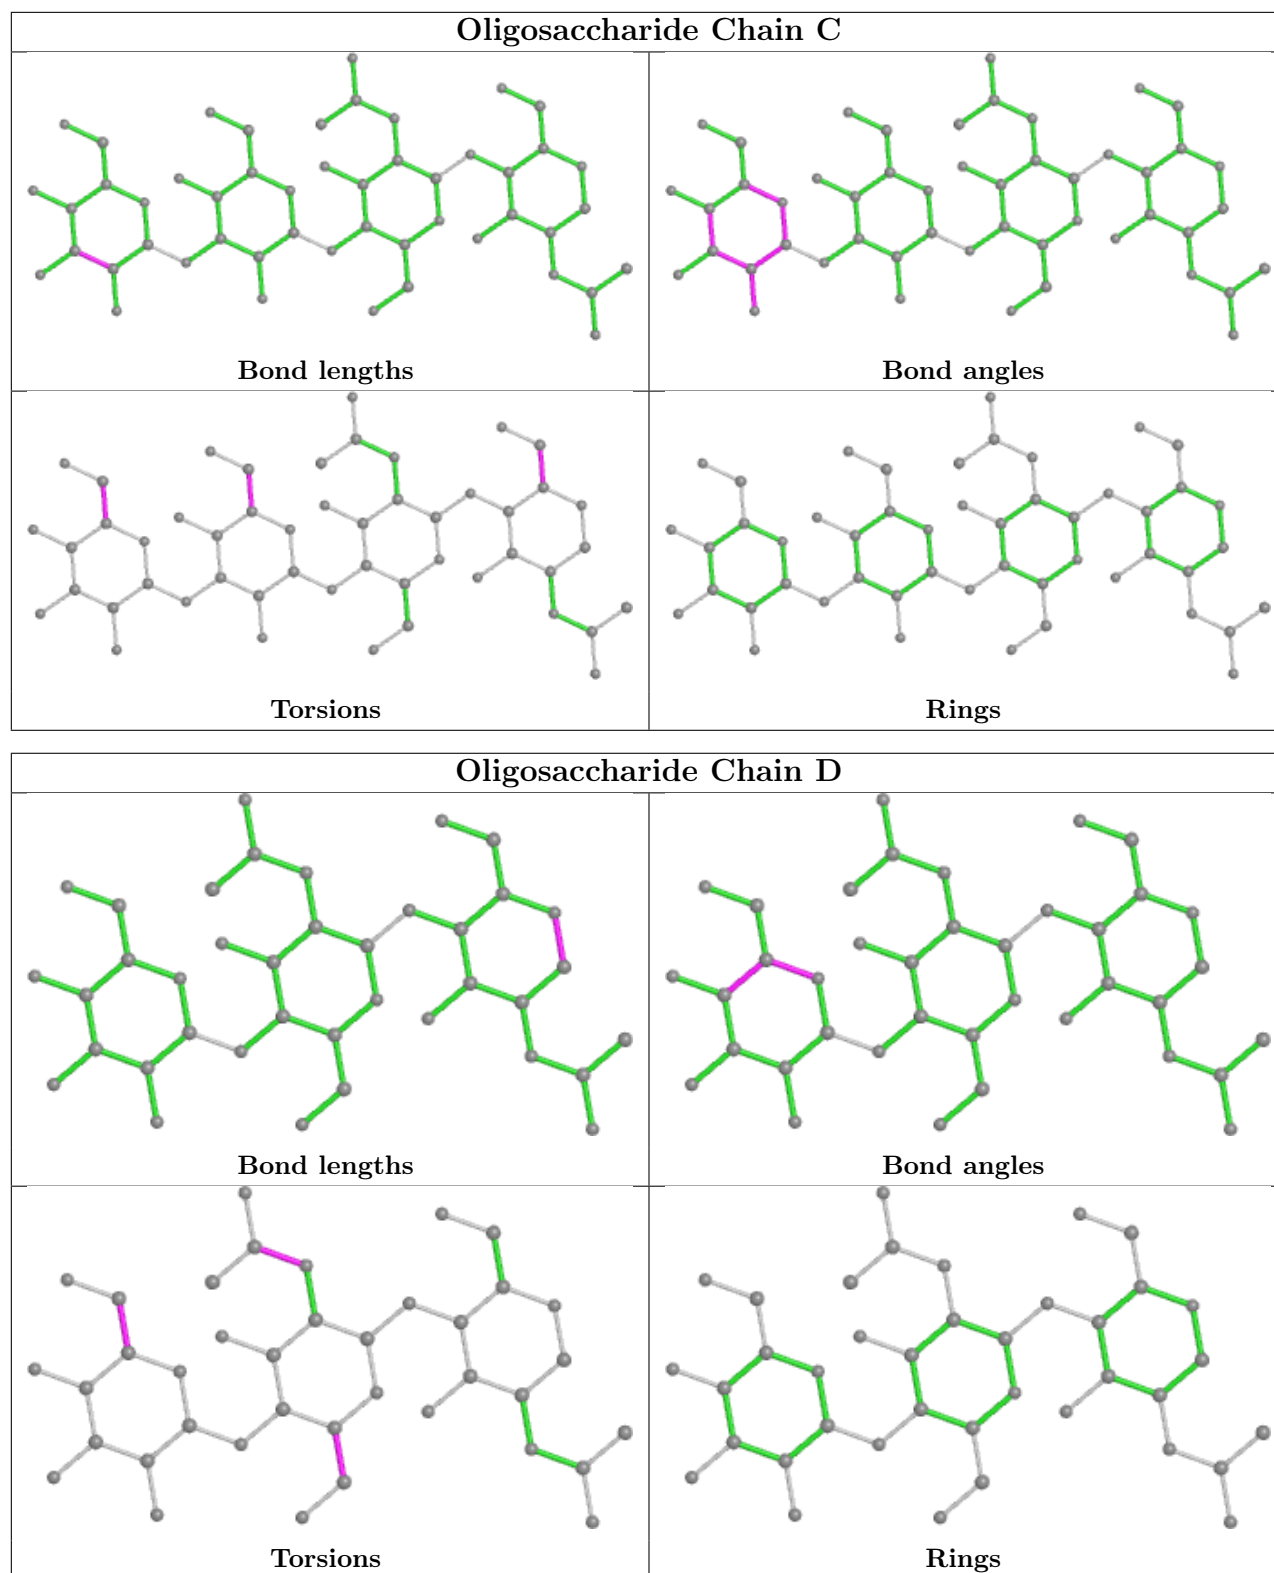 Oligosaccharide Chain C
Bond lengths
Bond angles
Torsions
Rings
Oligosaccharide Chain D
Bond lengths
Bond angles
Torsions
Rings